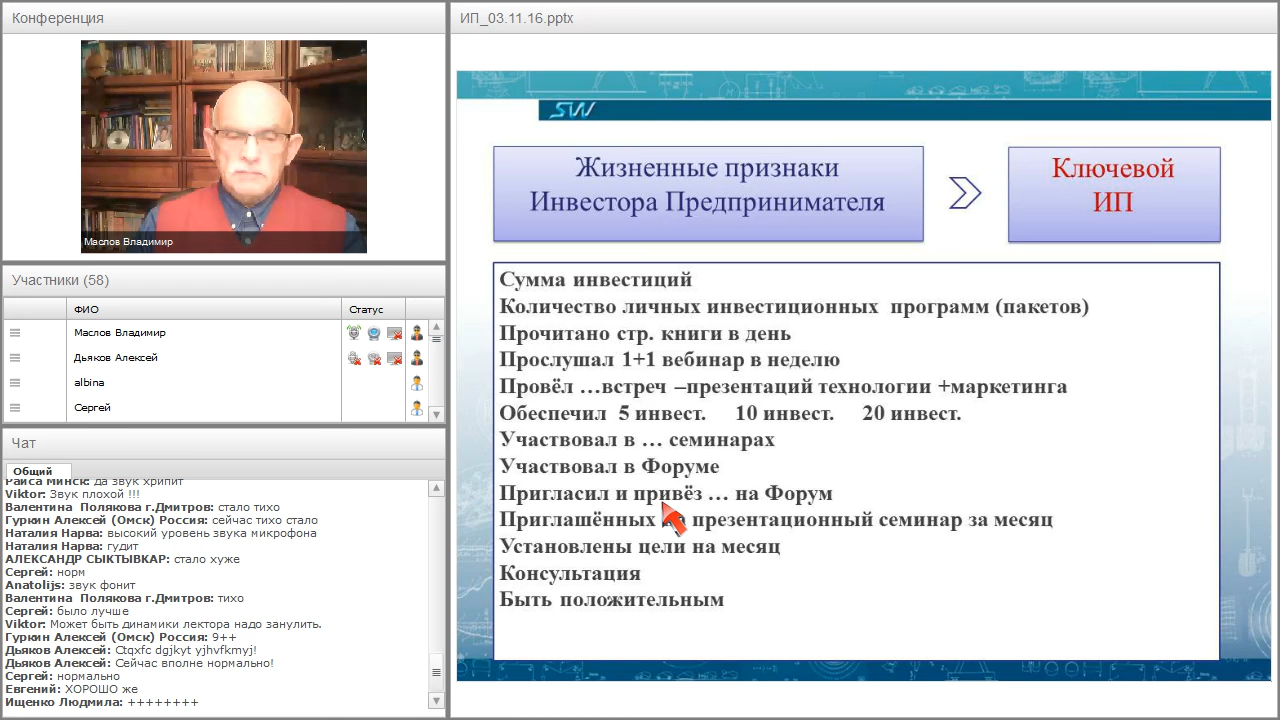 Конференция
Маслов Владимир
Участники (58)
ФИО
Статус
Маслов Владимир
Дьяков Алексей
albina
Сергей
Чат
Общий
Раиса Минск: да звук хрипит
Viktor: Звук плохой !!!
Валентина Полякова г.Дмитров: стало тихо
Гуркин Алексей (Омск) Россия: сейчас тихо стало
Наталия Нарва: высокий уровень звука микрофона
Наталия Нарва: гудит
АЛЕКСАНДР СЫКТЫВКАР: стало хуже
Сергей: норм
Anatolijs: звук фонит
Валентина Полякова г.Дмитров: тихо
Сергей: было лучше
Viktor: Может быть динамики лектора надо занулить.
Гуркин Алексей (Омск) Россия: 9++
Дьяков Алексей: Ctqxfc dgjkyt yjhvfkmyj!
Дьяков Алексей: Сейчас вполне нормально!
Сергей: нормально
Евгений: ХОРОШО же
Ищенко Людмила: ++++++++
ИП_03.11.16.pptx
SW
Жизненные признаки
Инвестора Предпринимателя
Ключевой
ИП
Сумма инвестиций
Количество личных инвестиционных программ (пакетов)
Прочитано стр. книги в день
Прослушал 1+1 вебинар в неделю
Провёл …встреч –презентаций технологии +маркетинга
Обеспечил 5 инвест. 10 инвест. 20 инвест.
Участвовал в … семинарах
Участвовал в Форуме
Пригласил и привёз … на Форум
Приглашённых на презентационный семинар за месяц
Установлены цели на месяц
Консультация
Быть положительным